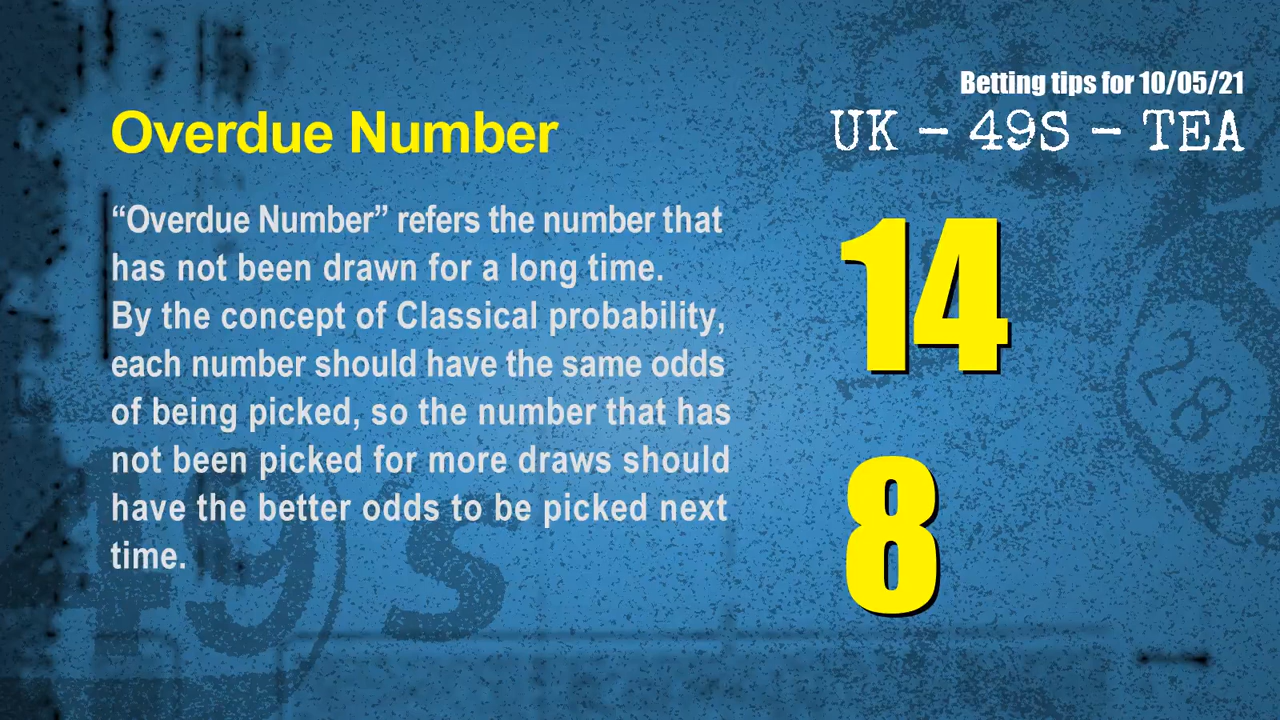 Betting tips for 10/05/21
UK - 49S - TEA
Overdue Number
“Overdue Number” refers the number that
has not been drawn for a long time.
By the concept of Classical probability,
each number should have the same odds
of being picked, so the number that has
not been picked for more draws should
have the better odds to be picked next
time.
14
8
28
49s